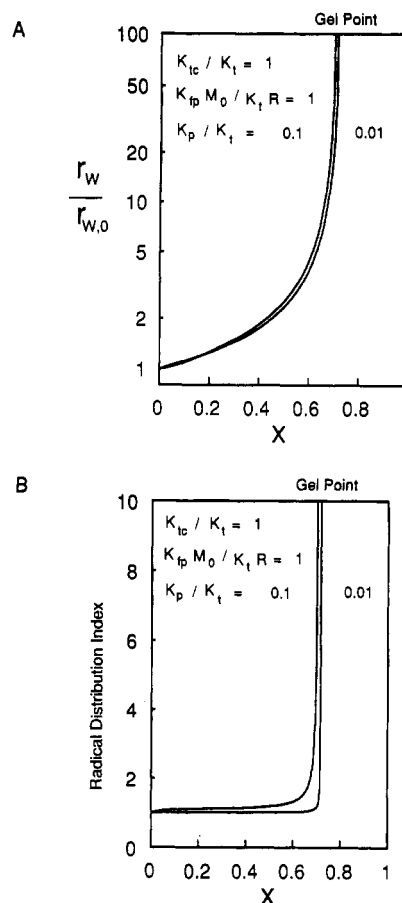 A
Gel Point
K_tc / K_t = 1
K_fp M_0 / K_t R = 1
K_p / K_t = 0.1 0.01
r_w
r_w,0
100
50
20
10
5
2
1
0 0.2 0.4 0.6 0.8
X
B
Gel Point
K_tc / K_t = 1
K_fp M_0 / K_t R = 1
K_p / K_t = 0.1 0.01
Radical Distribution Index
10
8
6
4
2
0
0 0.2 0.4 0.6 0.8 1
X